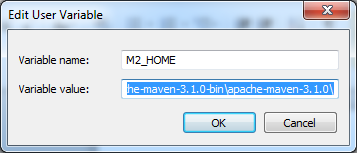 Edit User Variable
Variable name:
M2_HOME
Variable value:
he-maven-3.1.0-bin\apache-maven-3.1.0\
OK
Cancel